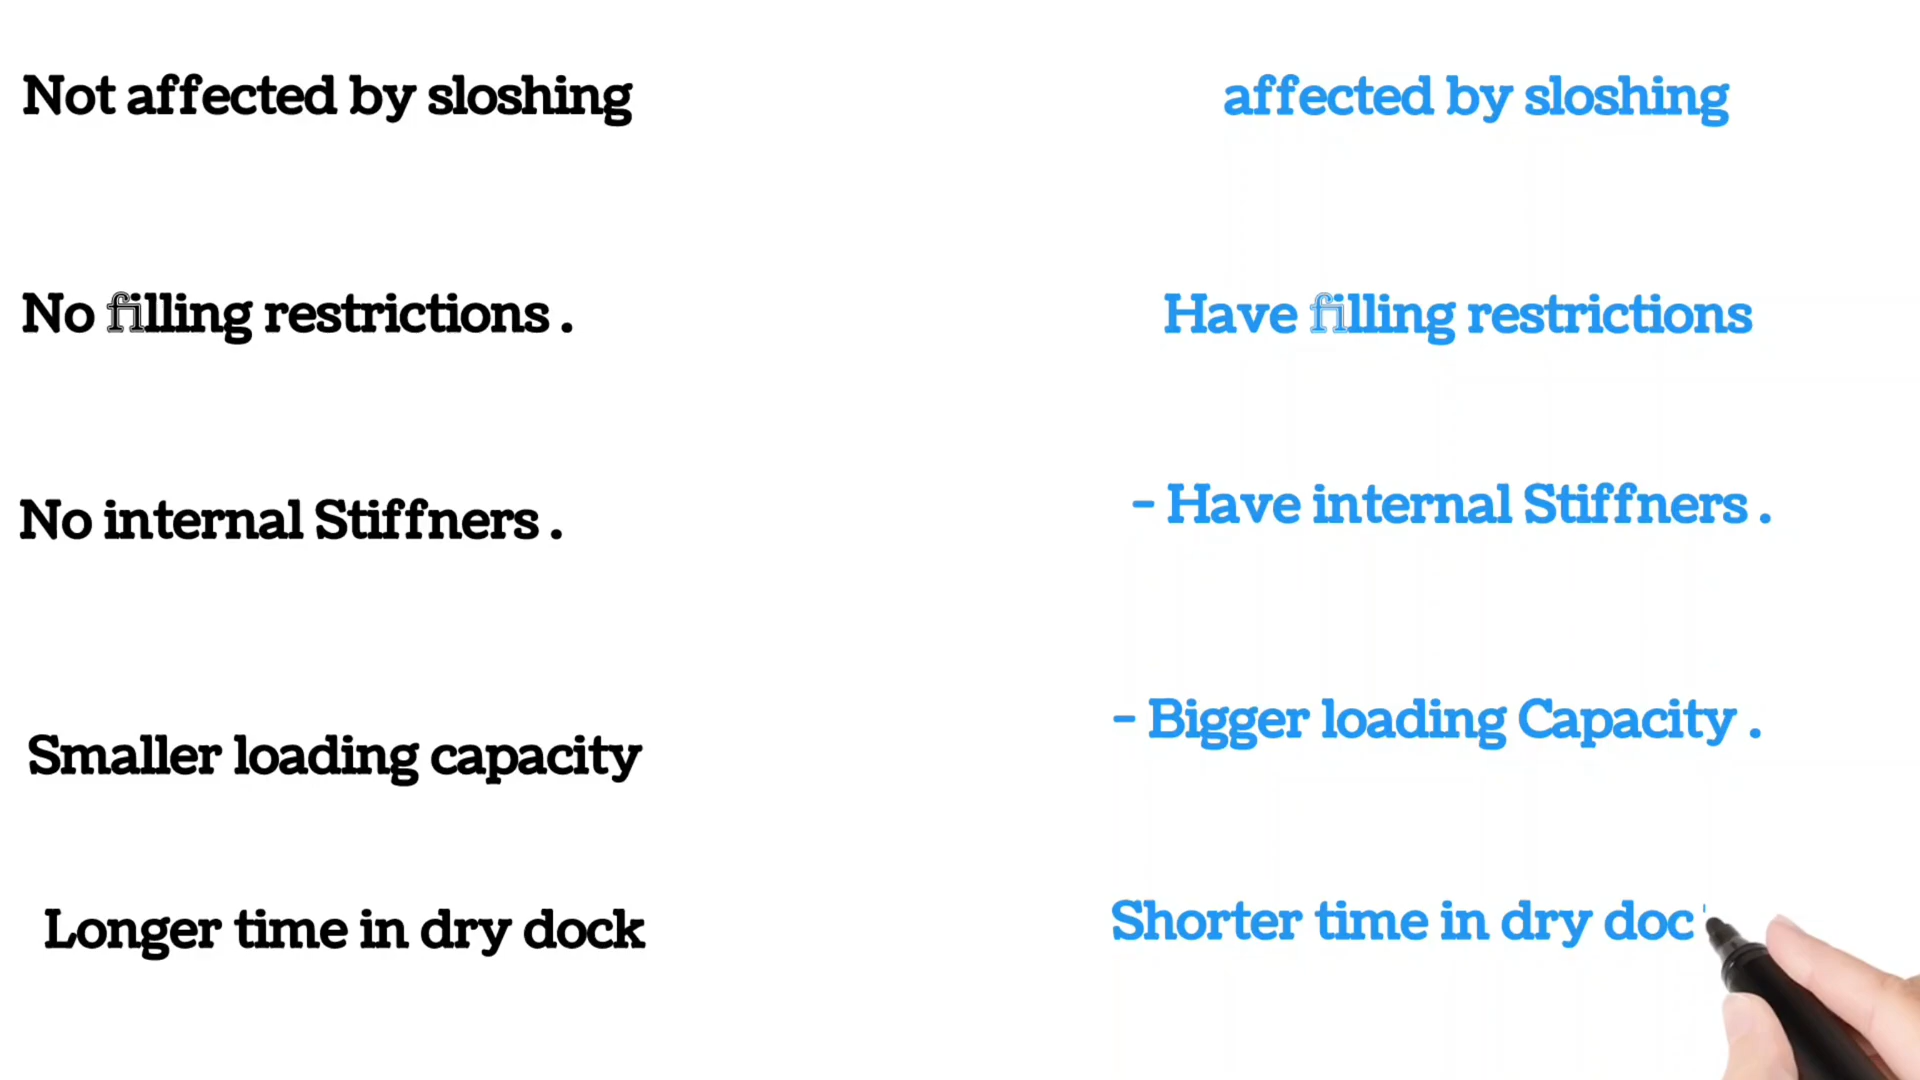 Not affected by sloshing
affected by sloshing
No filling restrictions .
Have filling restrictions
No internal Stiffners .
- Have internal Stiffners .
Smaller loading capacity
- Bigger loading Capacity .
Longer time in dry dock
Shorter time in dry doc